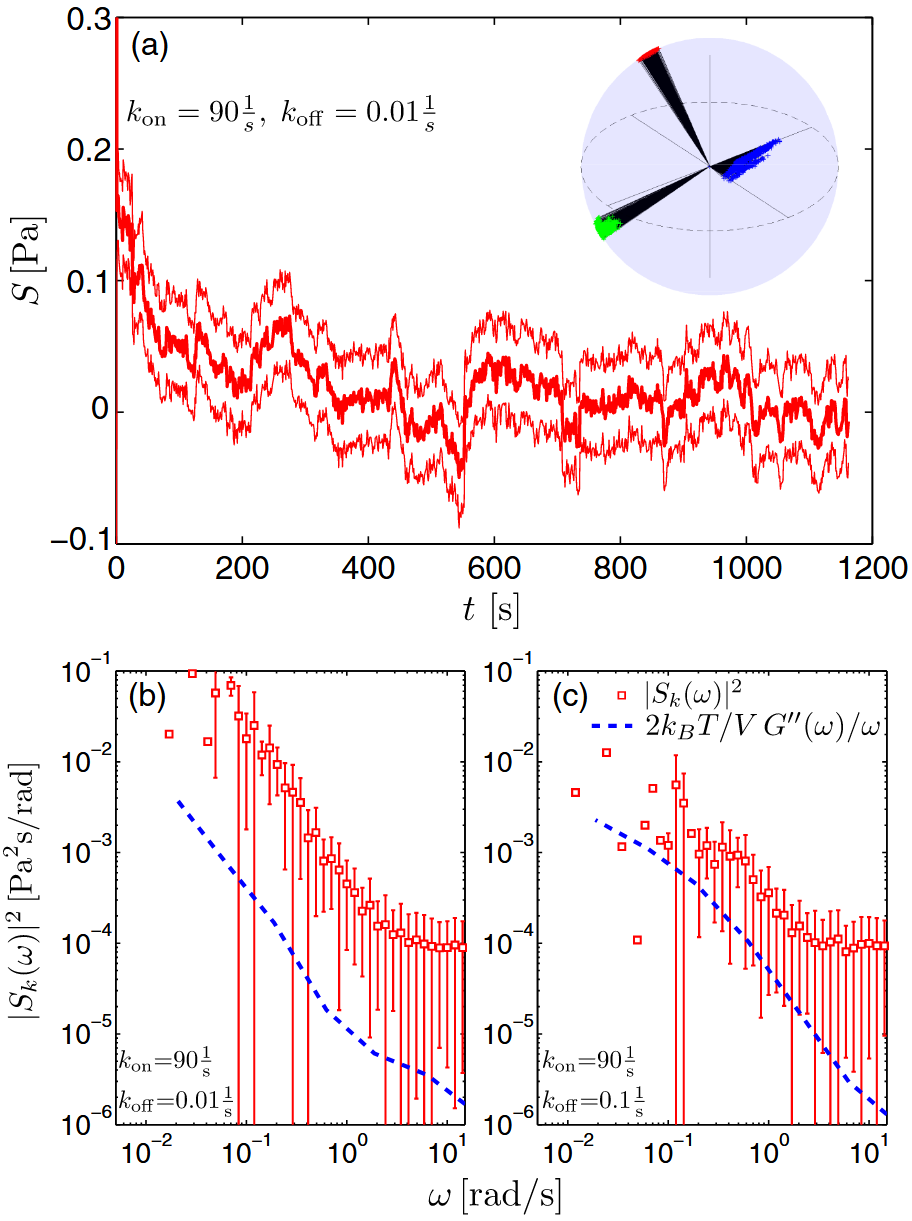 0.3
(a)
k_on = 90 1/s, k_off = 0.01 1/s
0.2
S [Pa]
0.1
0
−0.1
0 200 400 600 800 1000 1200
t [s]
10^−1
(b)
(c)
|S_k(ω)|^2
2k_BT/V G''(ω)/ω
10^−2
10^−3
10^−4
10^−5
10^−6
|S_k(ω)|^2 [Pa^2 s/rad]
k_on=90 1/s
k_off=0.01 1/s
10^−2 10^−1 10^0 10^1
10^−1
10^−2
10^−3
10^−4
10^−5
10^−6
k_on=90 1/s
k_off=0.1 1/s
10^−2 10^−1 10^0 10^1
ω [rad/s]